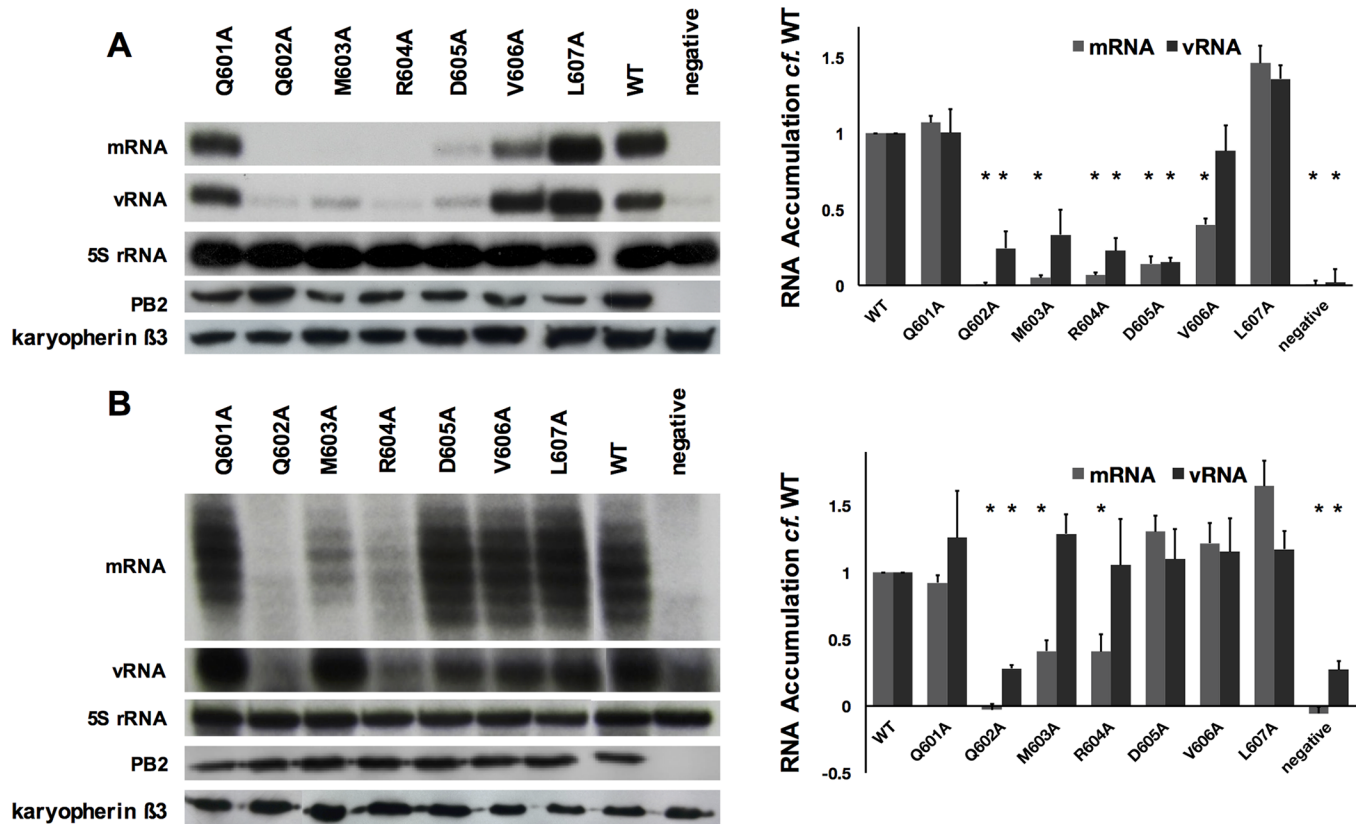 A
Q601A Q602A M603A R604A D605A V606A L607A WT negative
mRNA
vRNA
5S rRNA
PB2
karyopherin ß3
RNA Accumulation cf. WT
mRNA vRNA
1.5
1
0.5
0
* * * * * * * * * *
WT Q601A Q602A M603A R604A D605A V606A L607A negative
B
Q601A Q602A M603A R604A D605A V606A L607A WT negative
mRNA
vRNA
5S rRNA
PB2
karyopherin ß3
RNA Accumulation cf. WT
mRNA vRNA
1.5
1
0.5
0
-0.5
* * * * * *
WT Q601A Q602A M603A R604A D605A V606A L607A negative